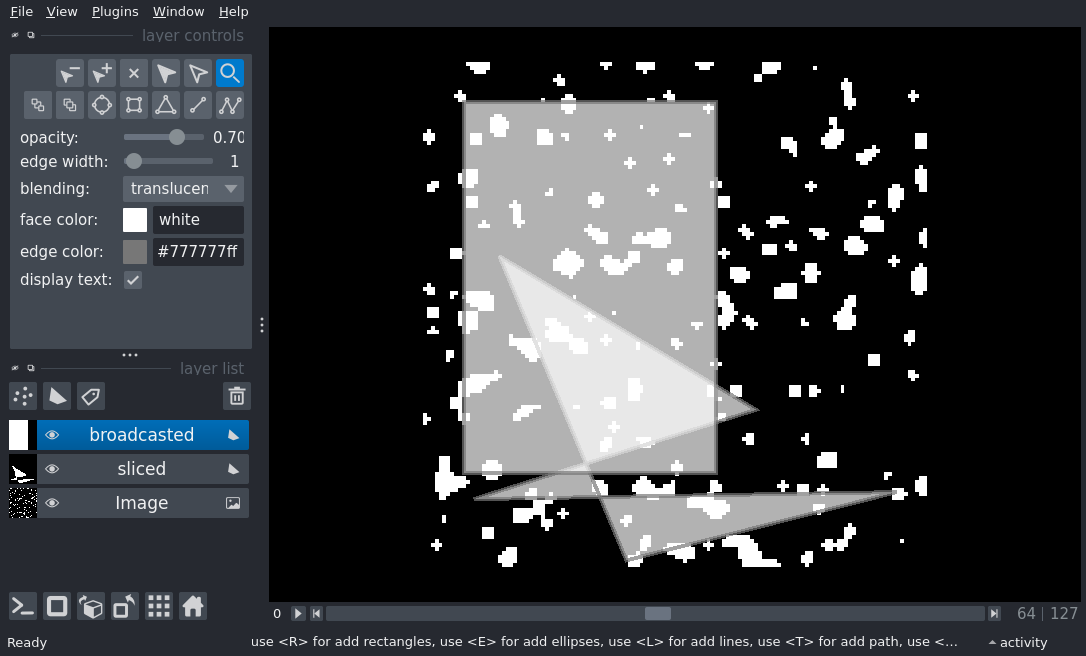 File View Plugins Window Help
layer controls
opacity: 0.70
edge width: 1
blending: translucen
face color: white
edge color: #777777ff
display text:
layer list
broadcasted
sliced
Image
0 64 127
Ready use <R> for add rectangles, use <E> for add ellipses, use <L> for add lines, use <T> for add path, use <... activity